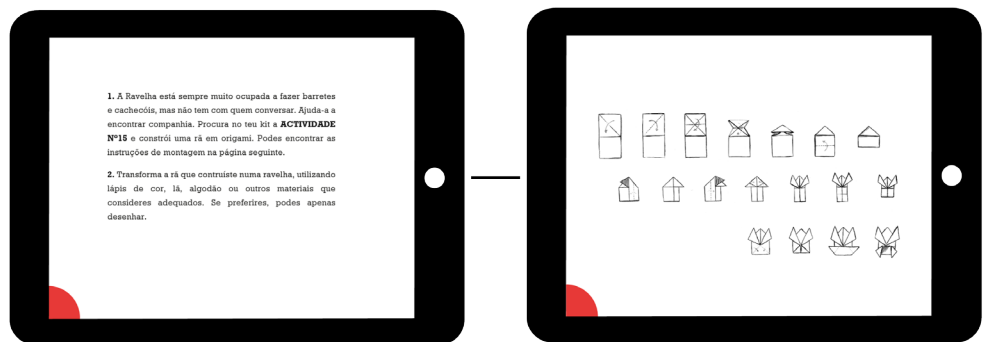 1. A Ravelha está sempre muito ocupada a fazer barretes
e cachecóis, mas não tem com quem conversar. Ajuda-a a
encontrar companhia. Procura no teu kit a ACTIVIDADE
Nº15 e constrói uma rã em origami. Podes encontrar as
instruções de montagem na página seguinte.
2. Transforma a rã que contruíste numa ravelha, utilizando
lápis de cor, lã, algodão ou outros materiais que
consideres adequados. Se preferires, podes apenas
desenhar.